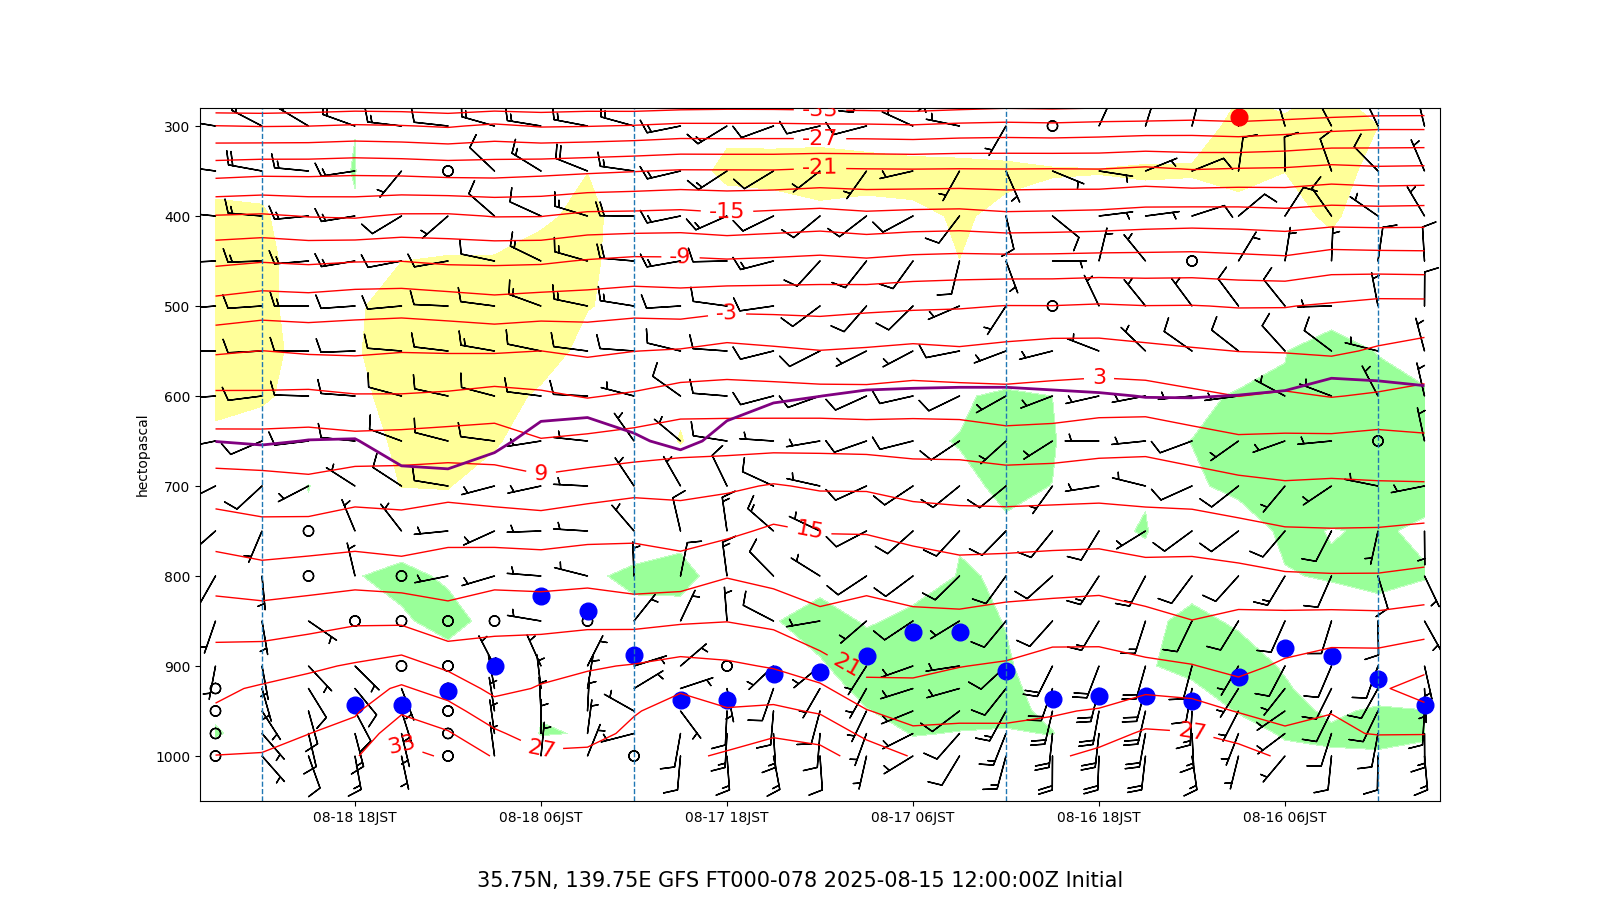 -33
300
-27
-21
400
-15
-9
500
-3
3
600
hectopascal
9
700
15
800
21
900
33
27
27
1000
08-18 18JST
08-18 06JST
08-17 18JST
08-17 06JST
08-16 18JST
08-16 06JST
35.75N, 139.75E GFS FT000-078 2025-08-15 12:00:00Z Initial